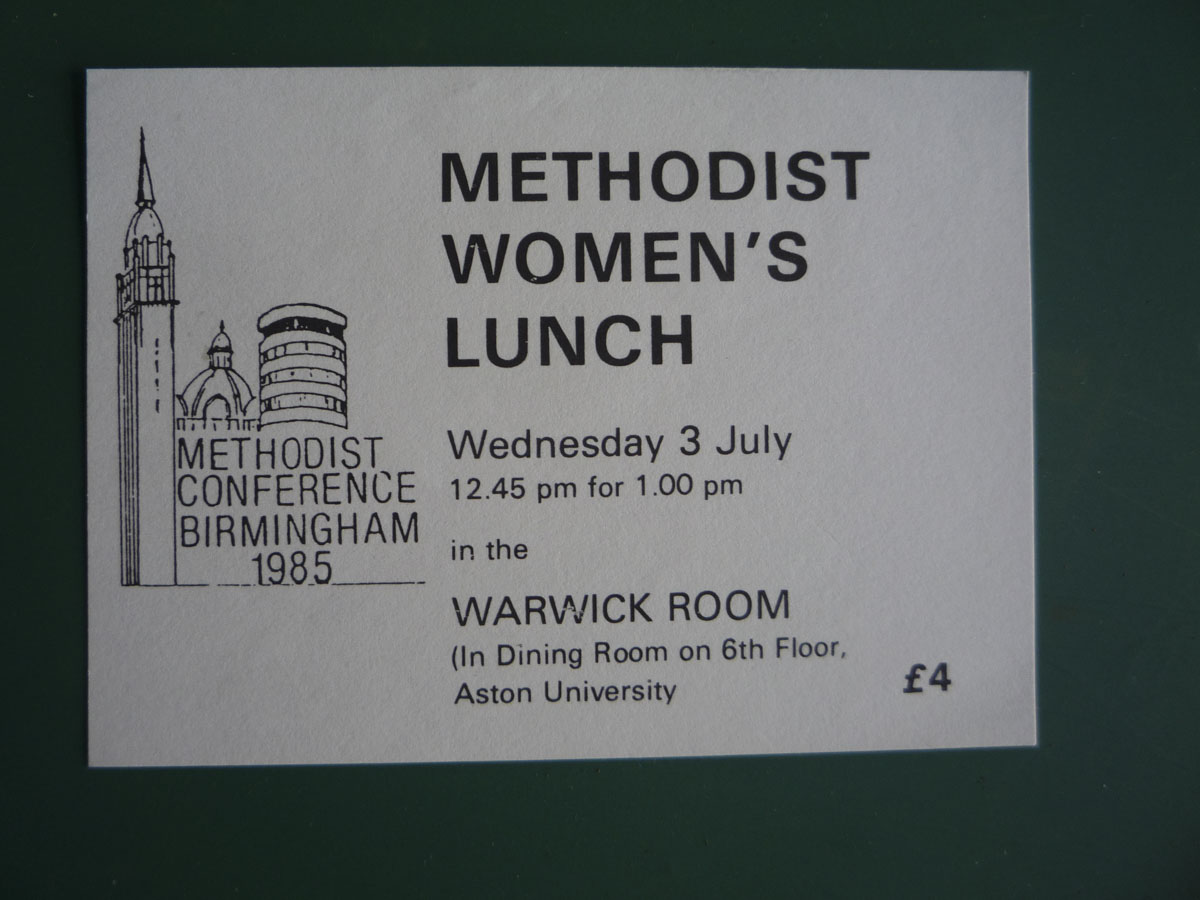 METHODIST
WOMEN'S
LUNCH
Wednesday 3 July
12.45 pm for 1.00 pm
in the
WARWICK ROOM
(In Dining Room on 6th Floor,
Aston University
£4
METHODIST
CONFERENCE
BIRMINGHAM
1985